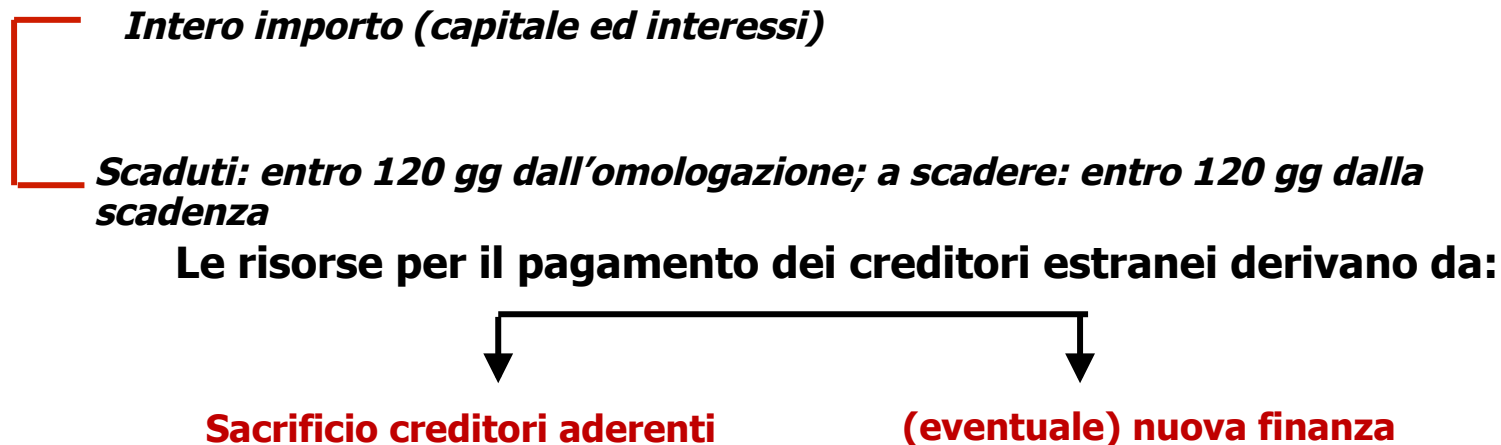 Intero importo (capitale ed interessi)
Scaduti: entro 120 gg dall'omologazione; a scadere: entro 120 gg dalla
scadenza
Le risorse per il pagamento dei creditori estranei derivano da:
Sacrificio creditori aderenti
(eventuale) nuova finanza